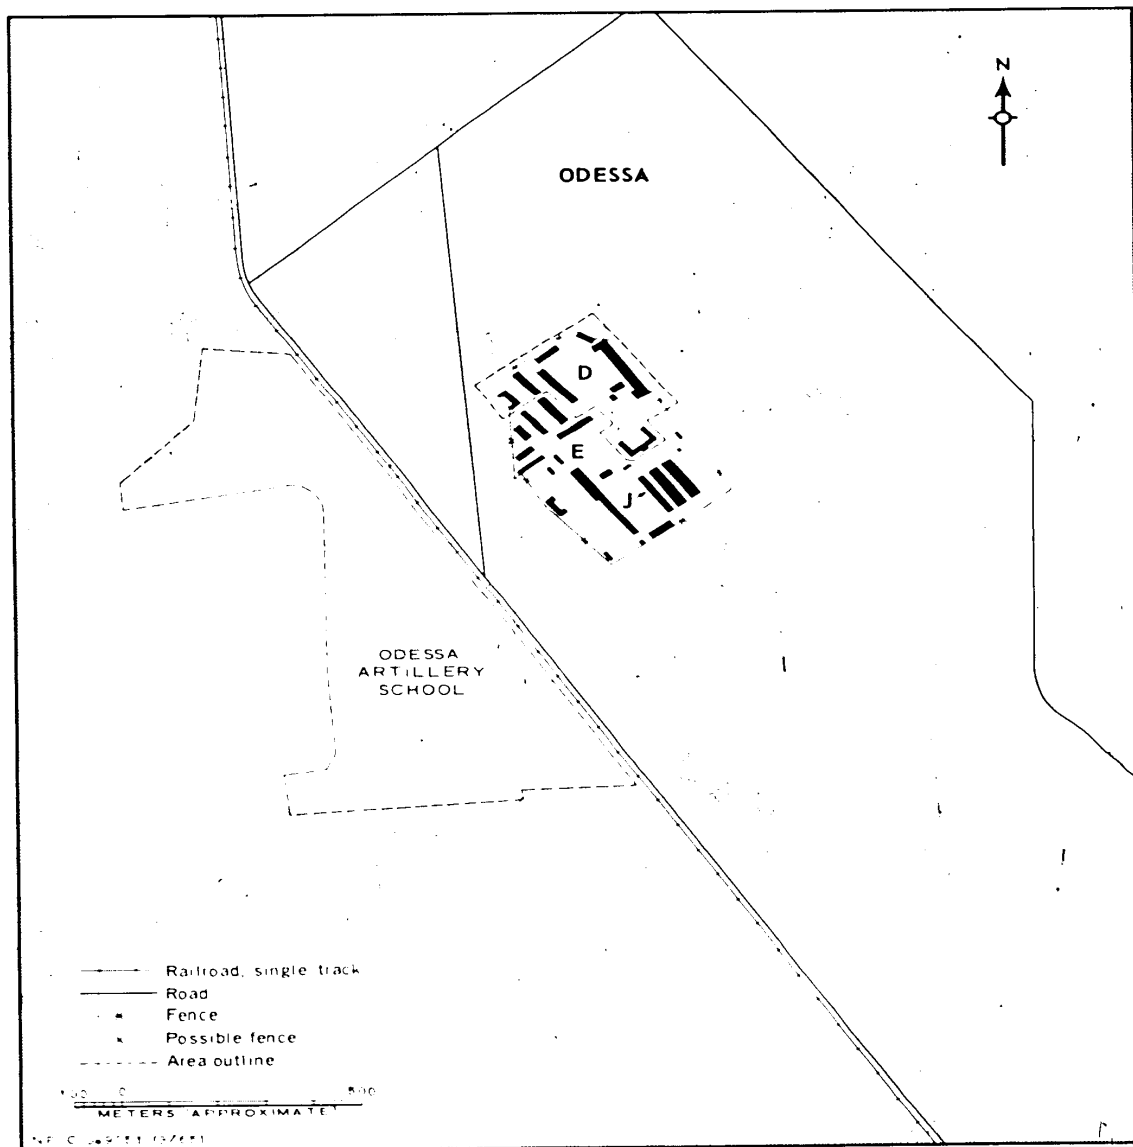 N
ODESSA
D
E
J
ODESSA
ARTILLERY
SCHOOL
Railroad, single track
Road
Fence
Possible fence
Area outline
0 500
METERS (APPROXIMATE)